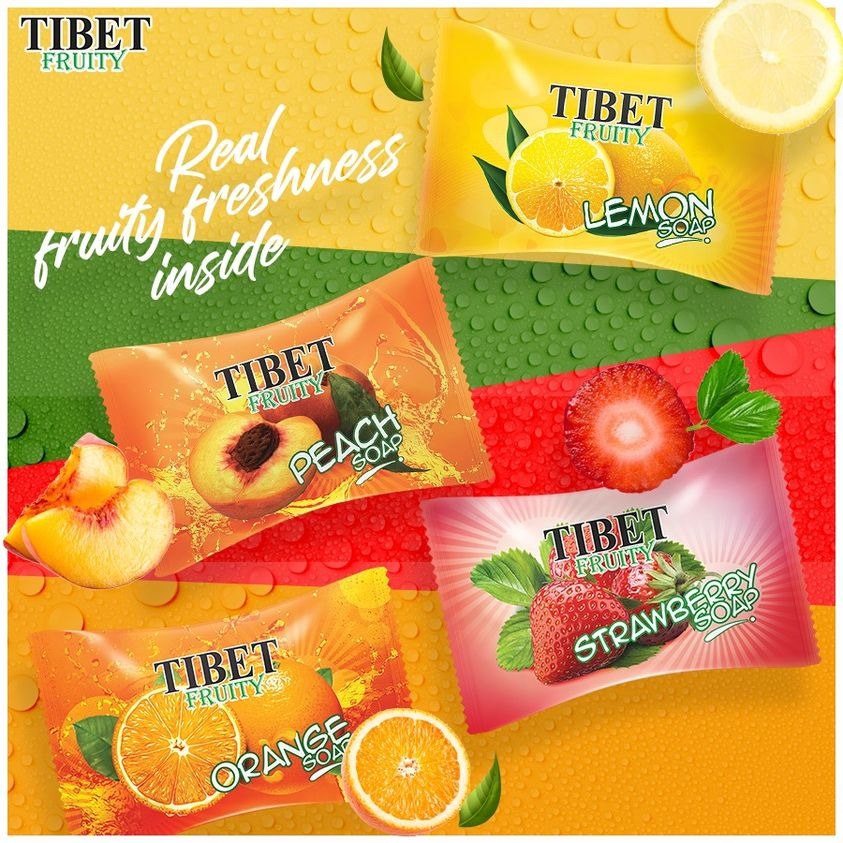 TIBET
FRUITY
Real
fruity freshness
inside
TIBET
FRUITY
LEMON
SOAP
TIBET
FRUITY
PEACH
SOAP
TIBET
FRUITY
STRAWBERRY
SOAP
TIBET
FRUITY
ORANGE
SOAP